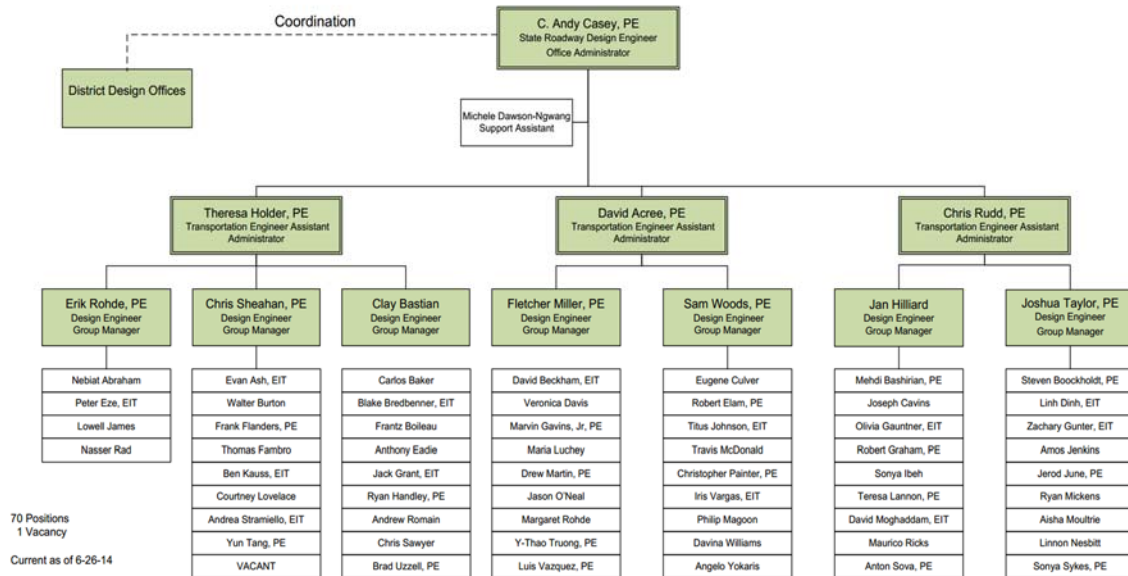 Coordination
C. Andy Casey, PE
State Roadway Design Engineer
Office Administrator
District Design Offices
Michele Dawson-Ngwang
Support Assistant
Theresa Holder, PE
Transportation Engineer Assistant
Administrator
David Acree, PE
Transportation Engineer Assistant
Administrator
Chris Rudd, PE
Transportation Engineer Assistant
Administrator
Erik Rohde, PE
Design Engineer
Group Manager
Nebiat Abraham
Peter Eze, EIT
Lowell James
Nasser Rad
Chris Sheahan, PE
Design Engineer
Group Manager
Evan Ash, EIT
Walter Burton
Frank Flanders, PE
Thomas Fambro
Ben Kauss, EIT
Courtney Lovelace
Andrea Stramiello, EIT
Yun Tang, PE
VACANT
Clay Bastian
Design Engineer
Group Manager
Carlos Baker
Blake Bredbenner, EIT
Frantz Boileau
Anthony Eadie
Jack Grant, EIT
Ryan Handley, PE
Andrew Romain
Chris Sawyer
Brad Uzzell, PE
Fletcher Miller, PE
Design Engineer
Group Manager
David Beckham, EIT
Veronica Davis
Marvin Gavins, Jr, PE
Maria Luchey
Drew Martin, PE
Jason O'Neal
Margaret Rohde
Y-Thao Truong, PE
Luis Vazquez, PE
Sam Woods, PE
Design Engineer
Group Manager
Eugene Culver
Robert Elam, PE
Titus Johnson, EIT
Travis McDonald
Christopher Painter, PE
Iris Vargas, EIT
Philip Magoon
Davina Williams
Angelo Yokaris
Jan Hilliard
Design Engineer
Group Manager
Mehdi Bashirian, PE
Joseph Cavins
Olivia Gauntner, EIT
Robert Graham, PE
Sonya Ibeh
Teresa Lannon, PE
David Moghaddam, EIT
Maurico Ricks
Anton Sova, PE
Joshua Taylor, PE
Design Engineer
Group Manager
Steven Boockholdt, PE
Linh Dinh, EIT
Zachary Gunter, EIT
Amos Jenkins
Jerod June, PE
Ryan Mickens
Aisha Moultrie
Linnon Nesbitt
Sonya Sykes, PE
70 Positions
1 Vacancy
Current as of 6-26-14